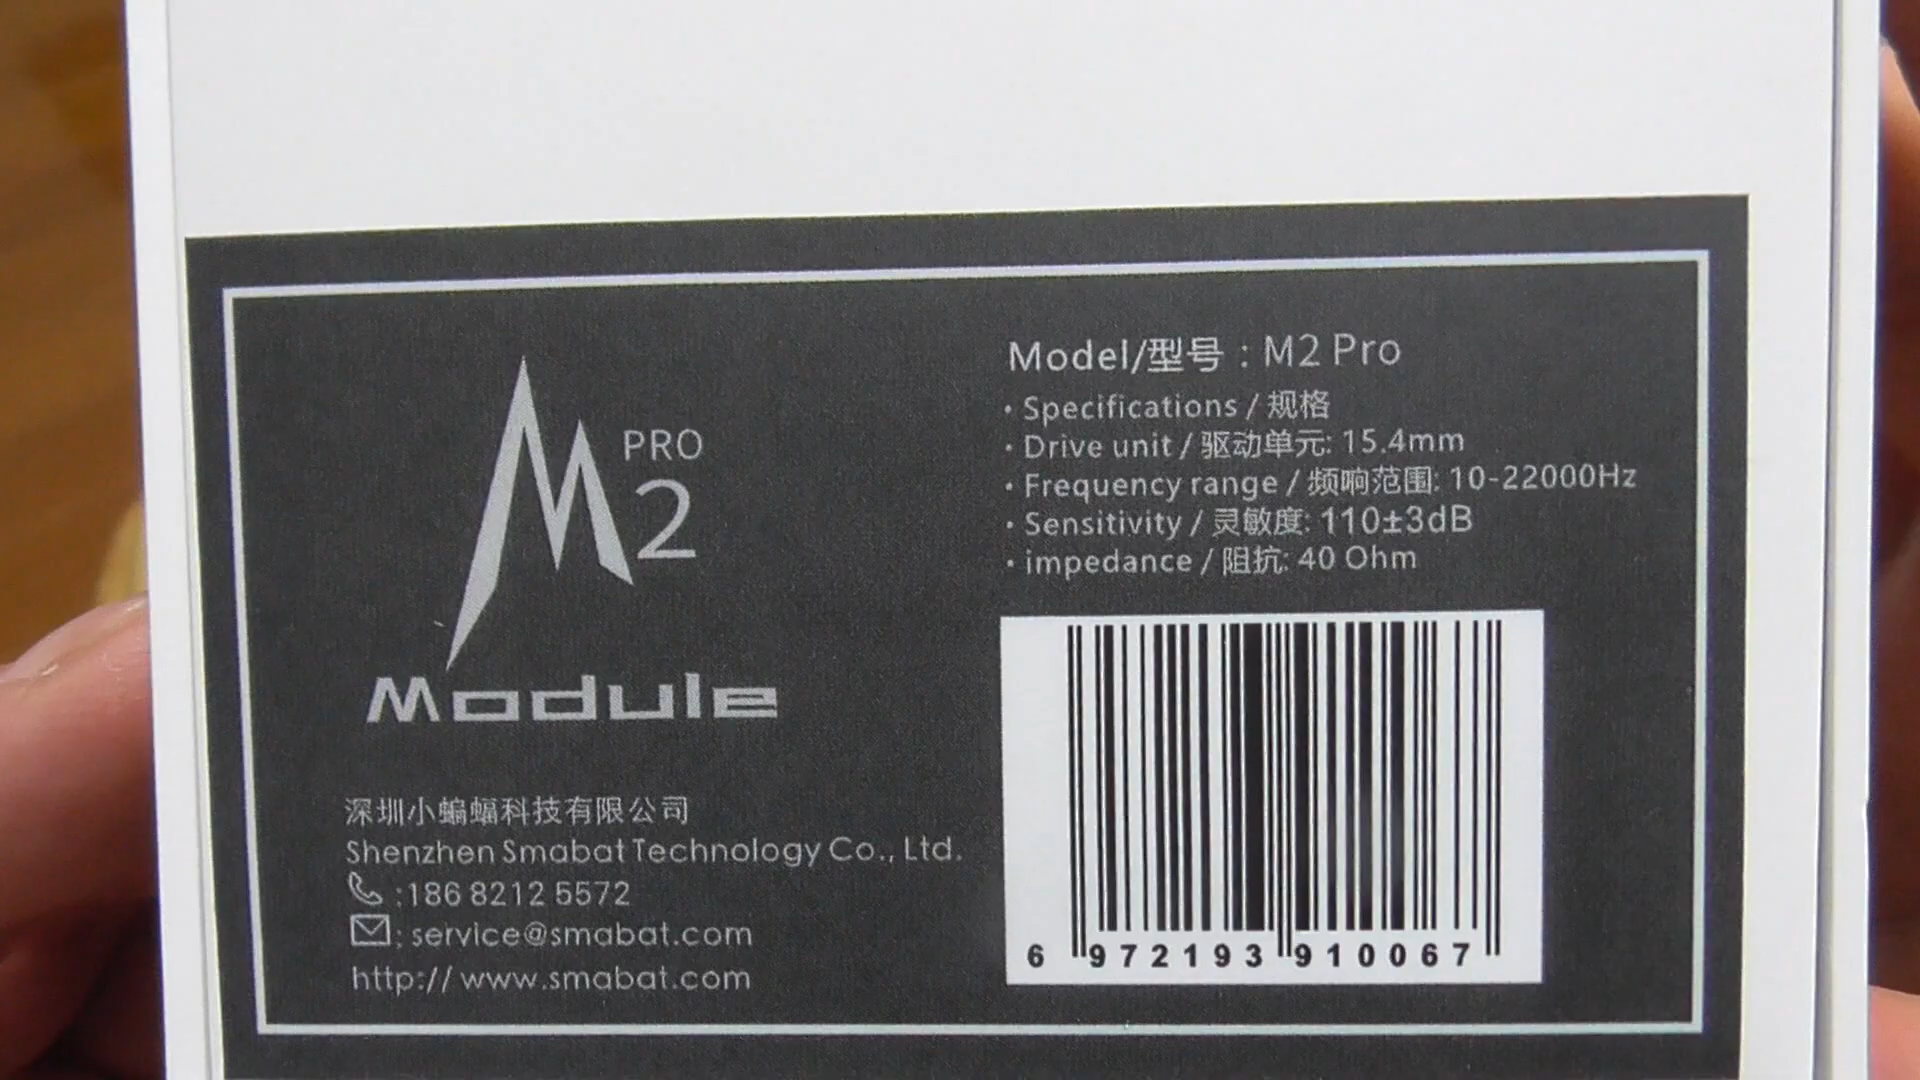 M PRO
2
Module
深圳小蝙蝠科技有限公司
Shenzhen Smabat Technology Co., Ltd.
:186 8212 5572
: service@smabat.com
http:// www.smabat.com
Model/型号 : M2 Pro
· Specifications / 规格
· Drive unit / 驱动单元: 15.4mm
· Frequency range / 频响范围: 10-22000Hz
· Sensitivity / 灵敏度: 110±3dB
· impedance / 阻抗: 40 Ohm
6 972193 910067